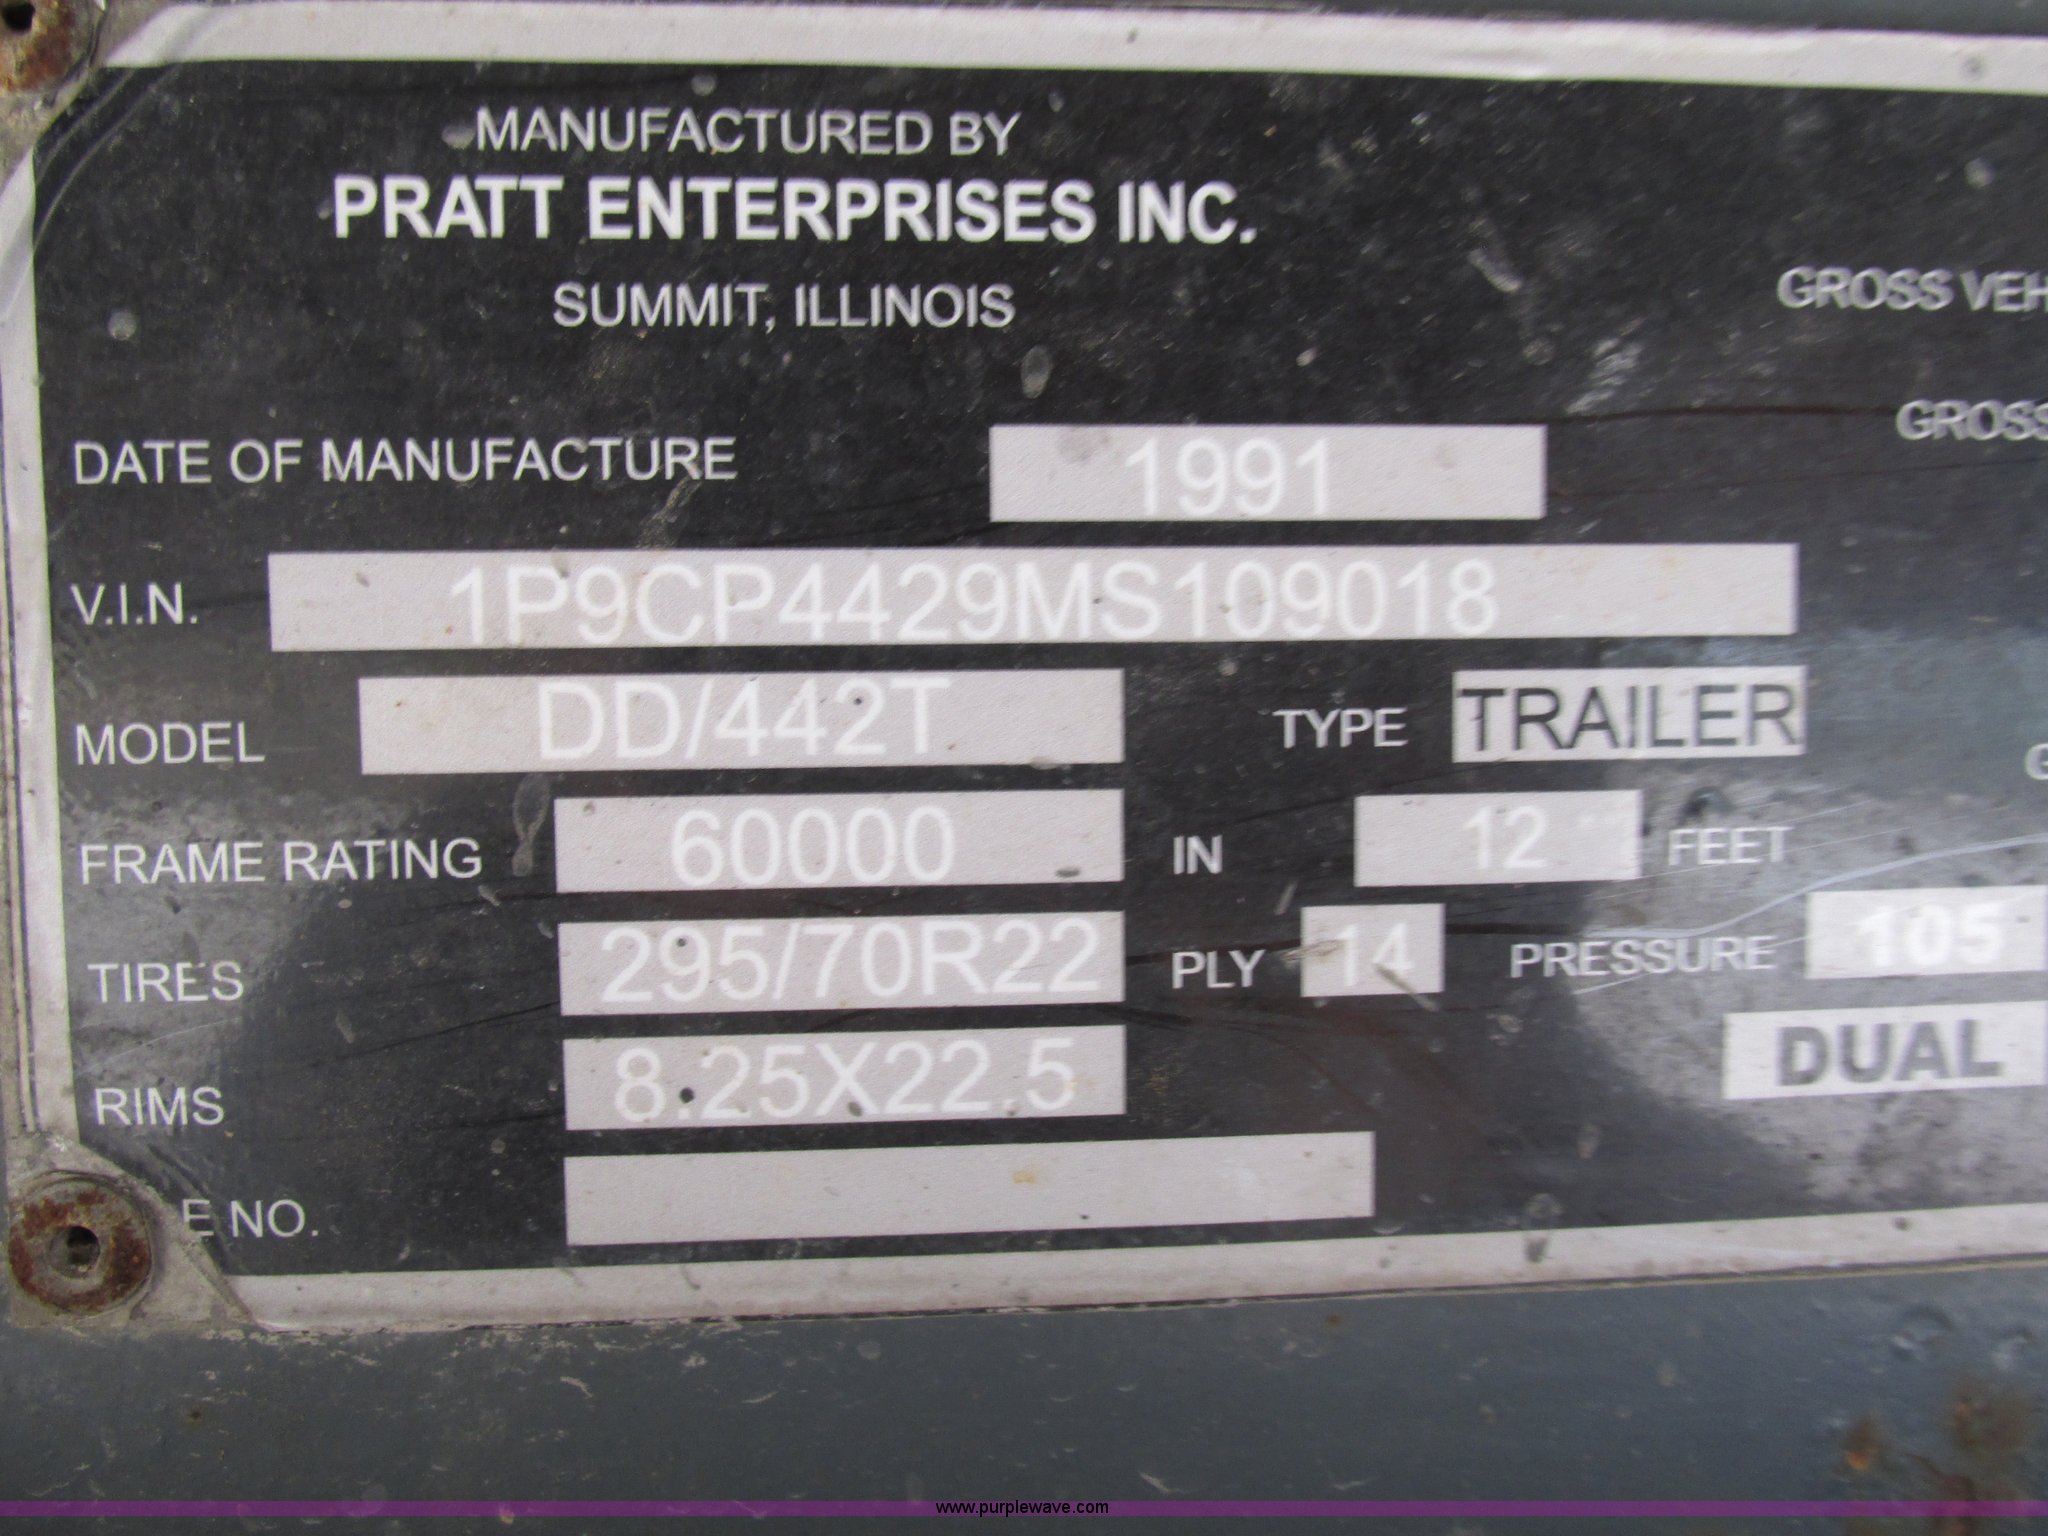 MANUFACTURED BY
PRATT ENTERPRISES INC.
SUMMIT, ILLINOIS
GROSS VEH
GROSS
DATE OF MANUFACTURE 1991
V.I.N. 1P9CP4429MS109018
MODEL DD/442T TYPE TRAILER
G
FRAME RATING 60000 IN 12 FEET
TIRES 295/70R22 PLY 14 PRESSURE 105
RIMS 8.25X22.5 DUAL
E NO.
www.purplewave.com